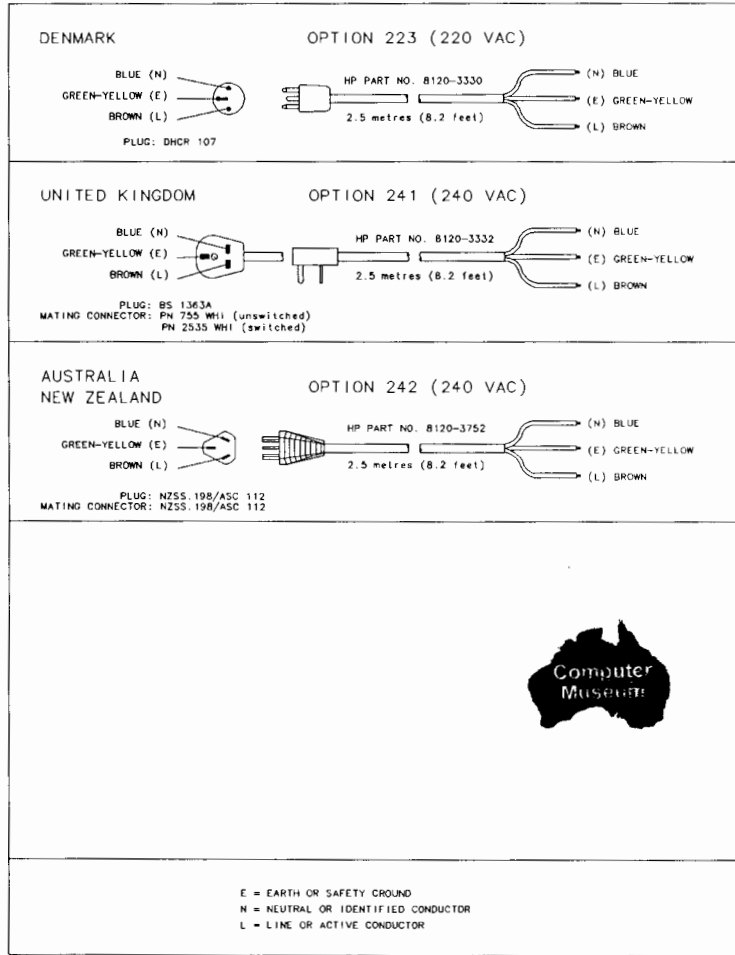 DENMARK
OPTION 223 (220 VAC)
BLUE (N)
GREEN-YELLOW (E)
BROWN (L)
PLUG: DHCR 107
HP PART NO. 8120-3330
2.5 metres (8.2 feet)
(N) BLUE
(E) GREEN-YELLOW
(L) BROWN
UNITED KINGDOM
OPTION 241 (240 VAC)
BLUE (N)
GREEN-YELLOW (E)
BROWN (L)
HP PART NO. 8120-3332
2.5 metres (8.2 feet)
(N) BLUE
(E) GREEN-YELLOW
(L) BROWN
PLUG: BS 1363A
MATING CONNECTOR: PN 755 WHI (unswitched)
PN 2535 WHI (switched)
AUSTRALIA
NEW ZEALAND
OPTION 242 (240 VAC)
BLUE (N)
GREEN-YELLOW (E)
BROWN (L)
HP PART NO. 8120-3752
2.5 metres (8.2 feet)
(N) BLUE
(E) GREEN-YELLOW
(L) BROWN
PLUG: NZSS.198/ASC 112
MATING CONNECTOR: NZSS.198/ASC 112
Computer
Museum
E = EARTH OR SAFETY GROUND
N = NEUTRAL OR IDENTIFIED CONDUCTOR
L = LINE OR ACTIVE CONDUCTOR